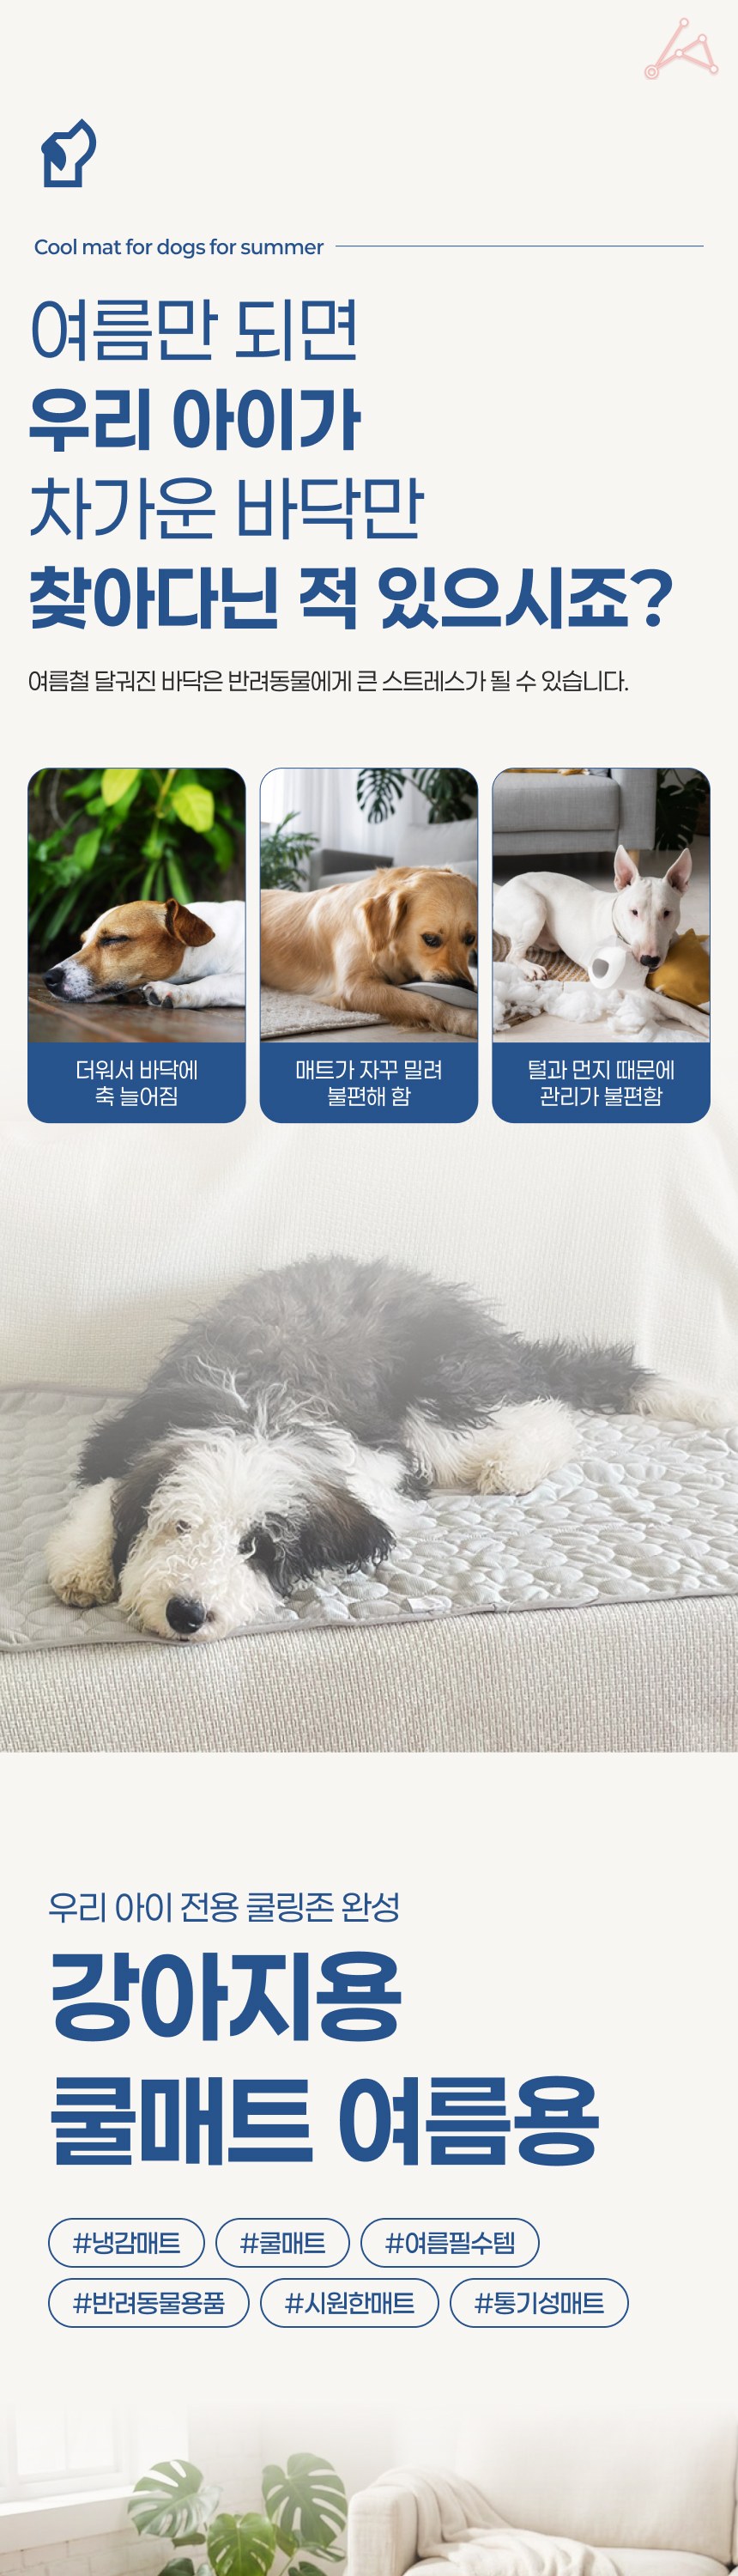 Cool mat for dogs for summer
여름만 되면
우리 아이가
차가운 바닥만
찾아다닌 적 있으시죠?
여름철 달궈진 바닥은 반려동물에게 큰 스트레스가 될 수 있습니다.
더워서 바닥에
축 늘어짐
매트가 자꾸 밀려
불편해 함
털과 먼지 때문에
관리가 불편함
우리 아이 전용 쿨링존 완성
강아지용
쿨매트 여름용
#냉감매트 #쿨매트 #여름필수템
#반려동물용품 #시원한매트 #통기성매트